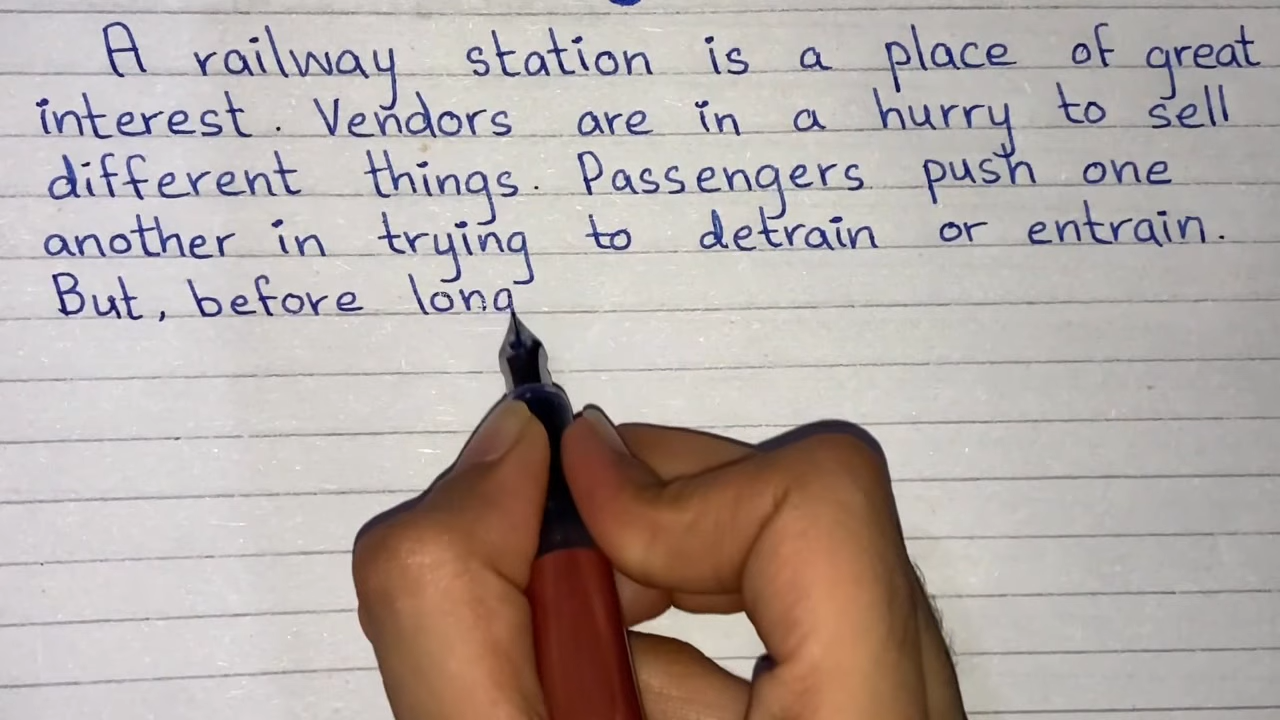 A railway station is a place of great
interest. Vendors are in a hurry to sell
different things. Passengers push one
another in trying to detrain or entrain.
But, before long